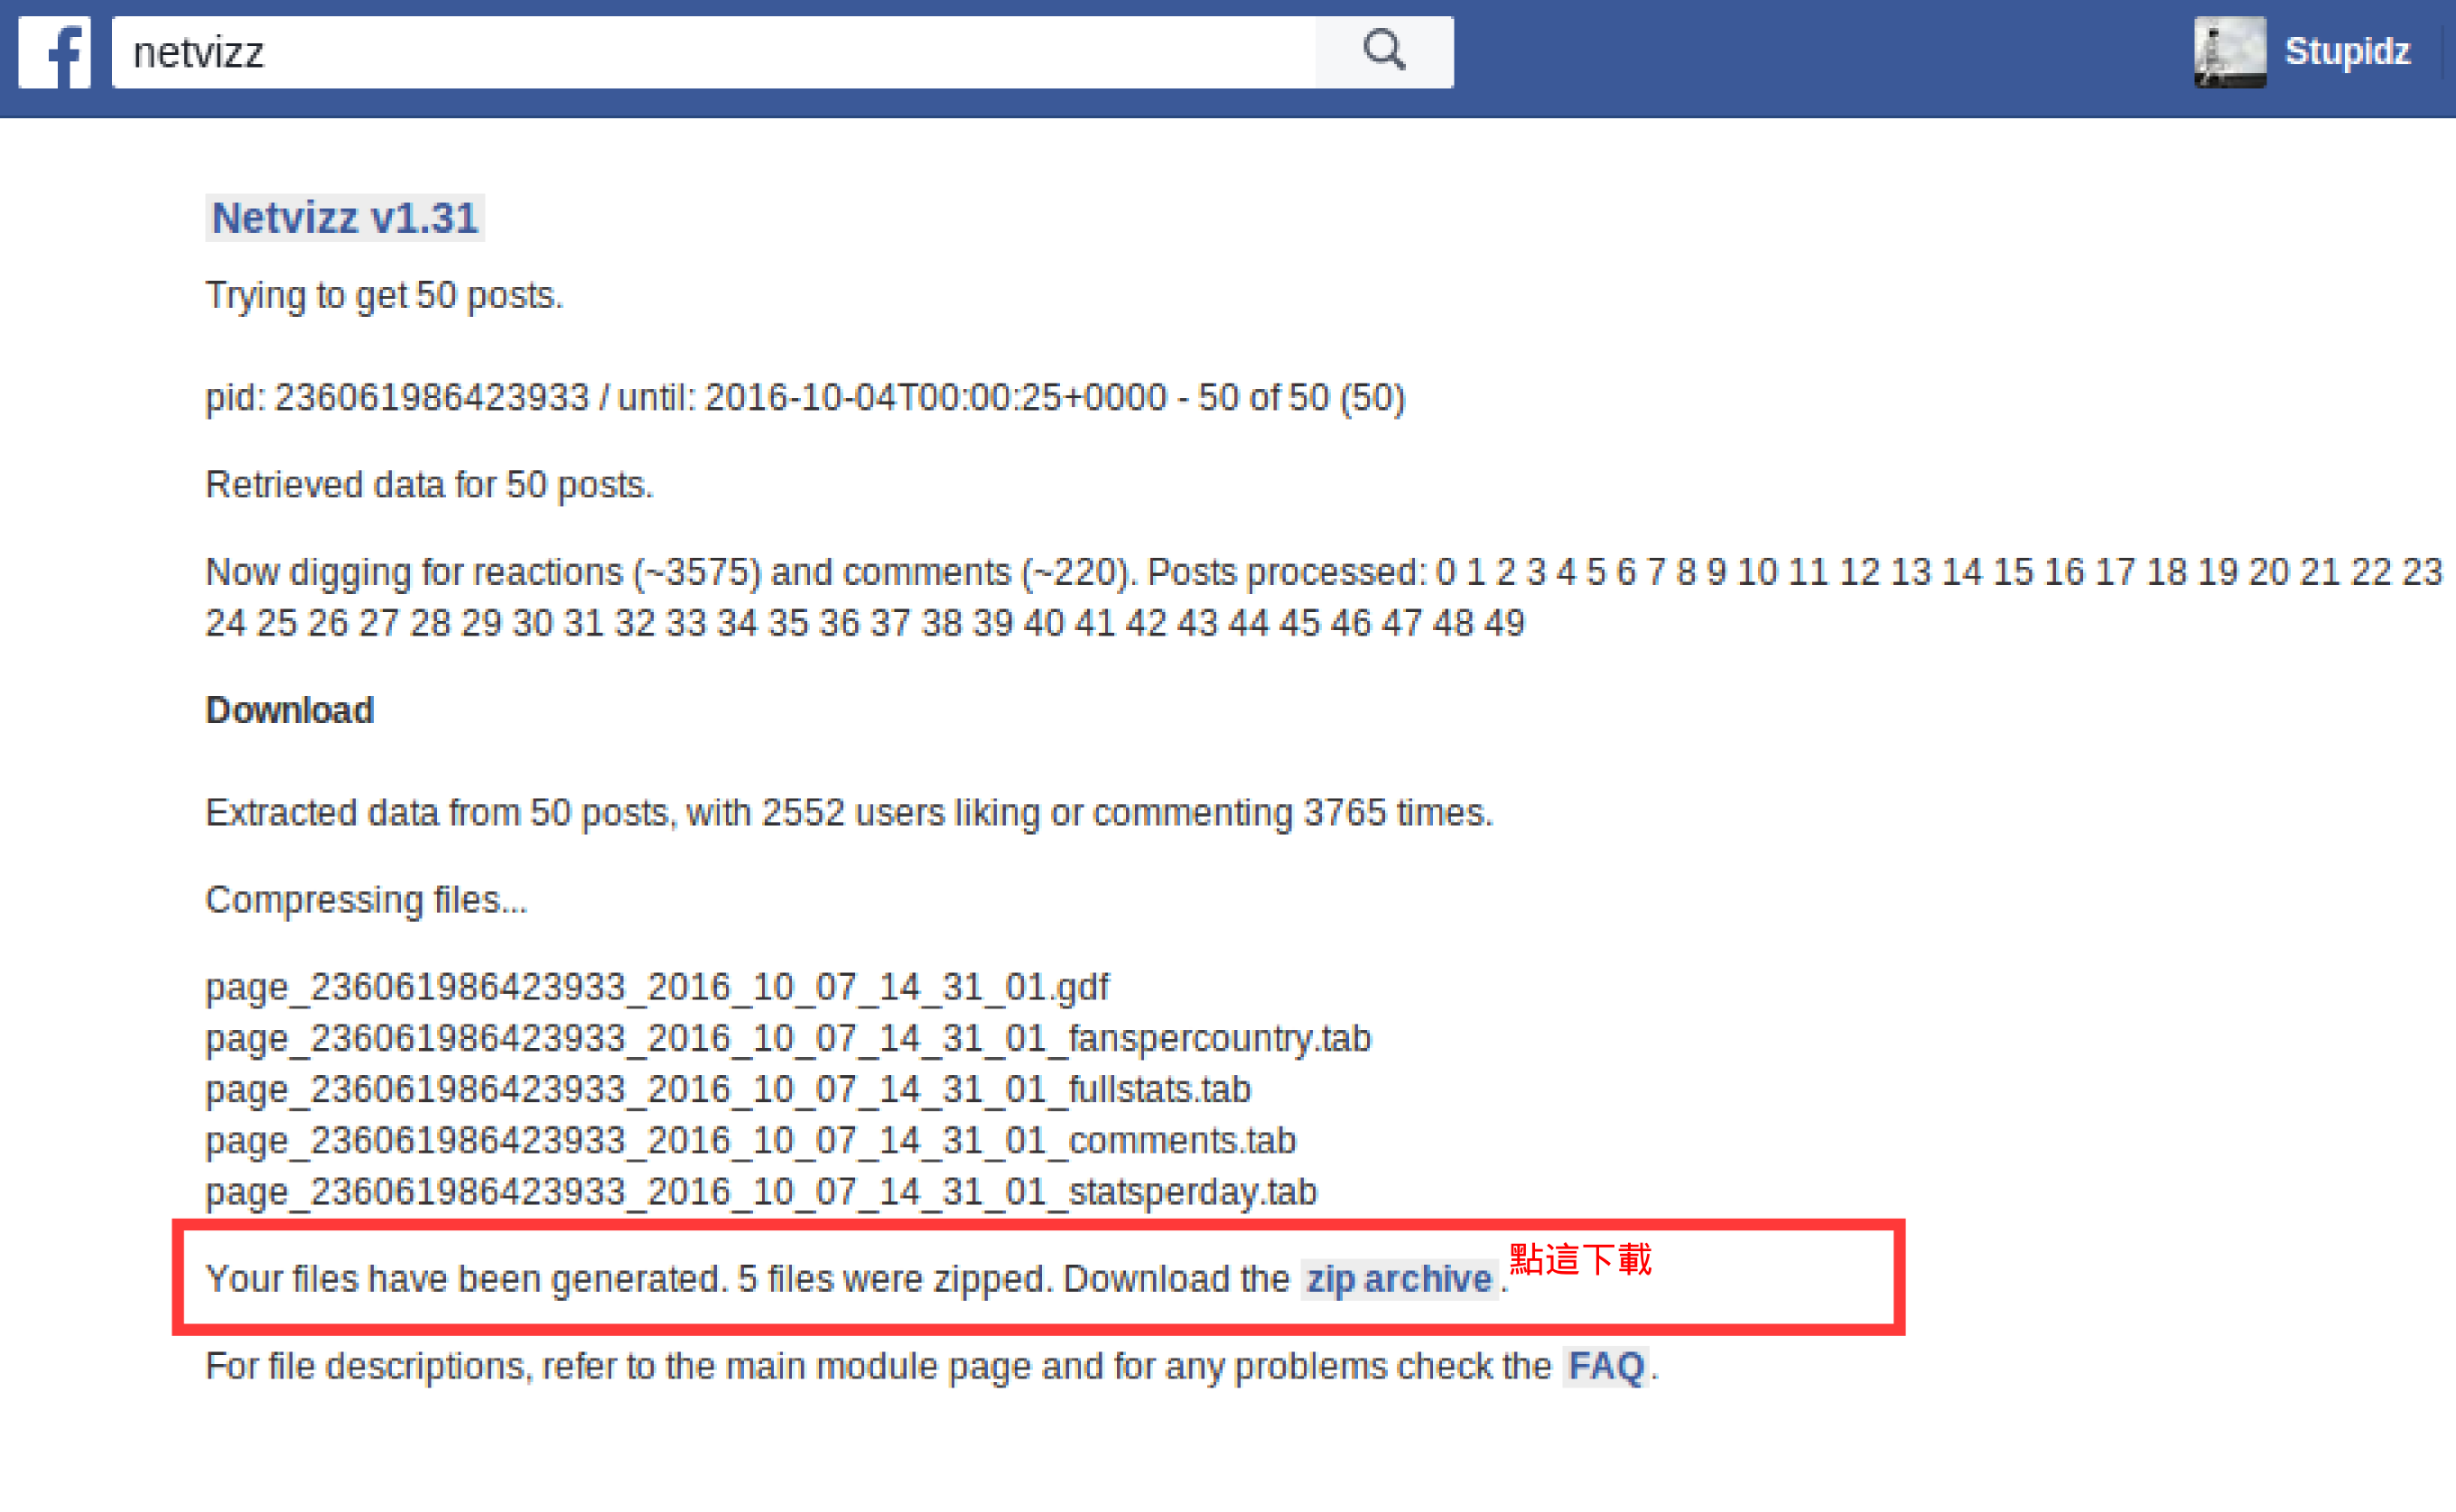 netvizz
Stupidz
Netvizz v1.31
Trying to get 50 posts.
pid: 236061986423933 / until: 2016-10-04T00:00:25+0000 - 50 of 50 (50)
Retrieved data for 50 posts.
Now digging for reactions (~3575) and comments (~220). Posts processed: 0 1 2 3 4 5 6 7 8 9 10 11 12 13 14 15 16 17 18 19 20 21 22 23
24 25 26 27 28 29 30 31 32 33 34 35 36 37 38 39 40 41 42 43 44 45 46 47 48 49
Download
Extracted data from 50 posts, with 2552 users liking or commenting 3765 times.
Compressing files...
page_236061986423933_2016_10_07_14_31_01.gdf
page_236061986423933_2016_10_07_14_31_01_fanspercountry.tab
page_236061986423933_2016_10_07_14_31_01_fullstats.tab
page_236061986423933_2016_10_07_14_31_01_comments.tab
page_236061986423933_2016_10_07_14_31_01_statsperday.tab
Your files have been generated. 5 files were zipped. Download the zip archive. 點這下載
For file descriptions, refer to the main module page and for any problems check the FAQ.